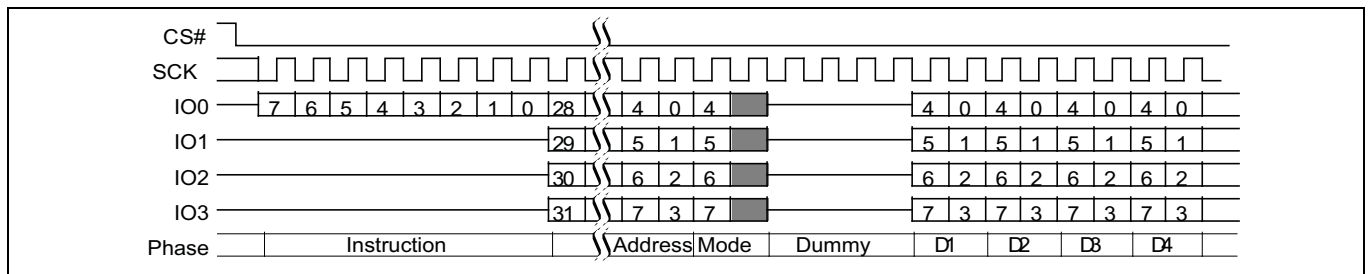 CS#
SCK
IO0 7 6 5 4 3 2 1 0 28 4 0 4 4 0 4 0 4 0 4 0
IO1 29 5 1 5 5 1 5 1 5 1 5 1
IO2 30 6 2 6 6 2 6 2 6 2 6 2
IO3 31 7 3 7 7 3 7 3 7 3 7 3
Phase Instruction Address Mode Dummy D1 D2 D3 D4